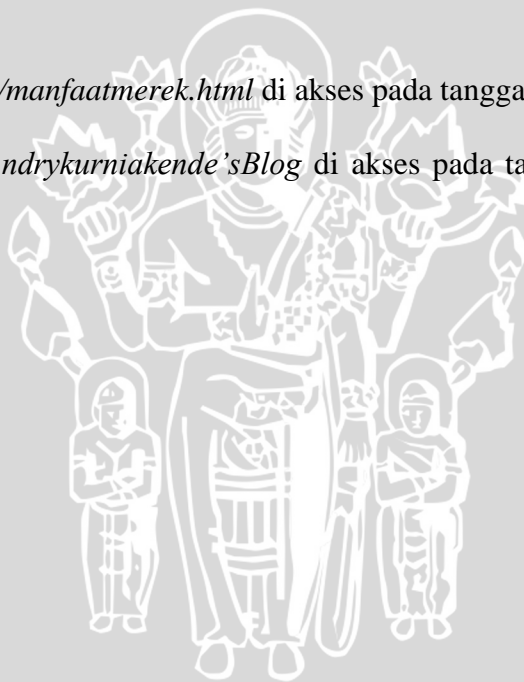 /manfaatmerek.html di akses pada tangga
ndrykurniakende’sBlog di akses pada ta